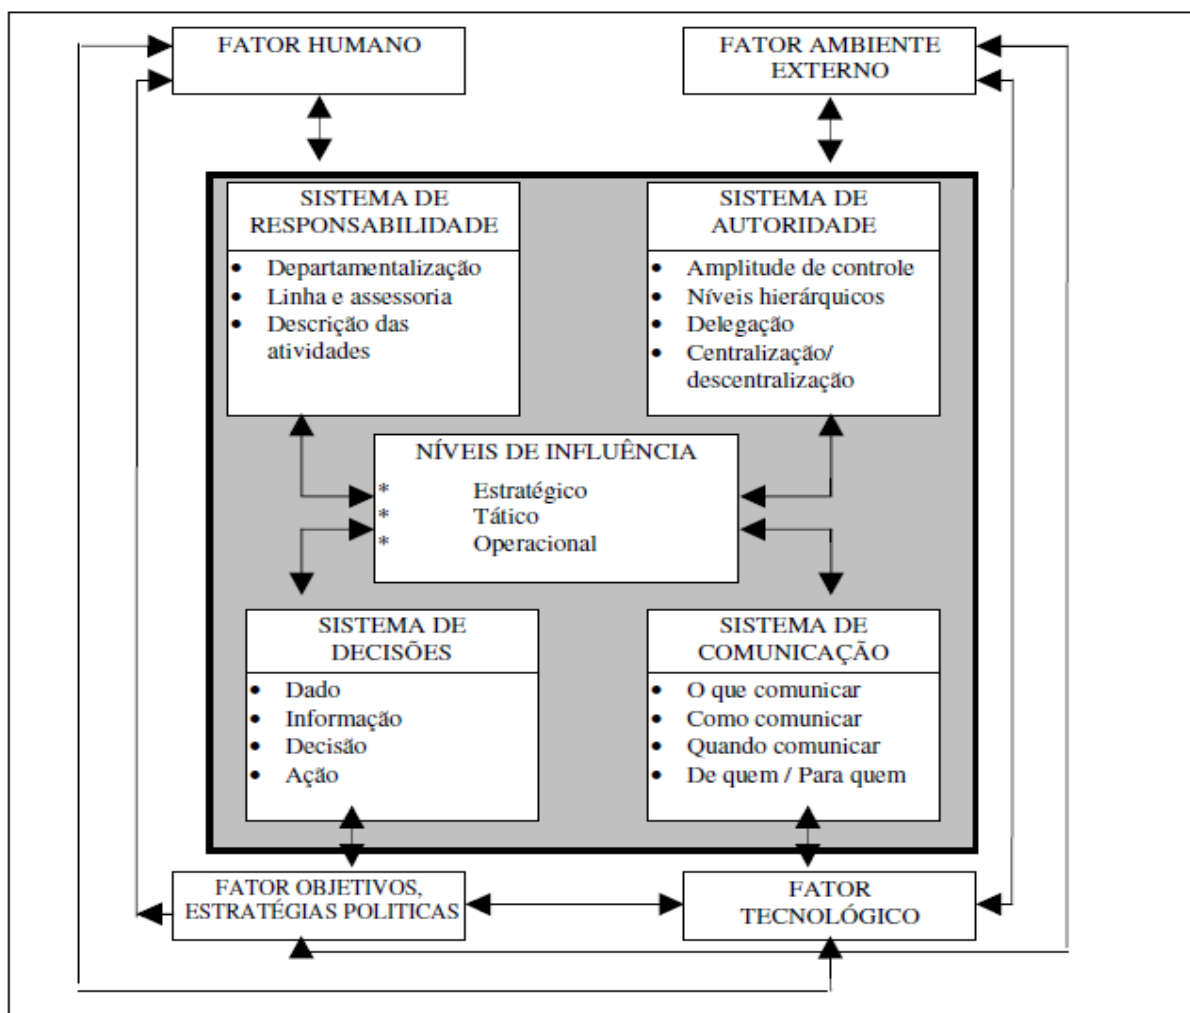 FATOR HUMANO
FATOR AMBIENTE
EXTERNO
SISTEMA DE
RESPONSABILIDADE
• Departamentalização
• Linha e assessoria
• Descrição das
atividades
SISTEMA DE
AUTORIDADE
• Amplitude de controle
• Níveis hierárquicos
• Delegação
• Centralização/
descentralização
NÍVEIS DE INFLUÊNCIA
* Estratégico
* Tático
* Operacional
SISTEMA DE
DECISÕES
• Dado
• Informação
• Decisão
• Ação
SISTEMA DE
COMUNICAÇÃO
• O que comunicar
• Como comunicar
• Quando comunicar
• De quem / Para quem
FATOR OBJETIVOS,
ESTRATÉGIAS POLITICAS
FATOR
TECNOLÓGICO